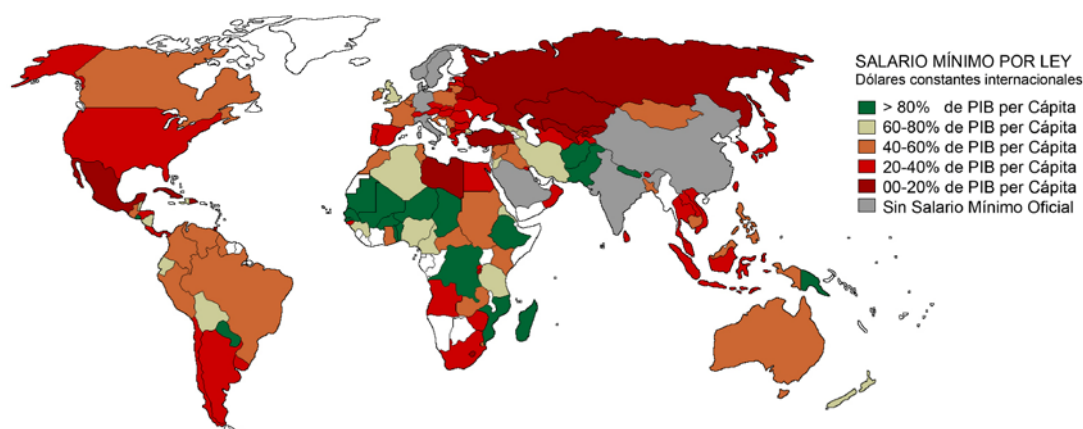 SALARIO MÍNIMO POR LEY
Dólares constantes internacionales
> 80% de PIB per Cápita
60-80% de PIB per Cápita
40-60% de PIB per Cápita
20-40% de PIB per Cápita
00-20% de PIB per Cápita
Sin Salario Mínimo Oficial